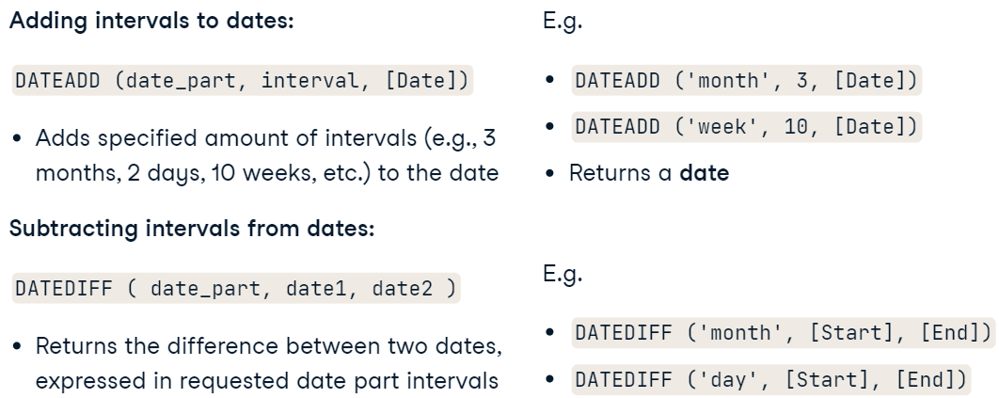 Adding intervals to dates:
DATEADD (date_part, interval, [Date])
• Adds specified amount of intervals (e.g., 3
months, 2 days, 10 weeks, etc.) to the date
E.g.
• DATEADD ('month', 3, [Date])
• DATEADD ('week', 10, [Date])
• Returns a date
Subtracting intervals from dates:
DATEDIFF ( date_part, date1, date2 )
• Returns the difference between two dates,
expressed in requested date part intervals
E.g.
• DATEDIFF ('month', [Start], [End])
• DATEDIFF ('day', [Start], [End])